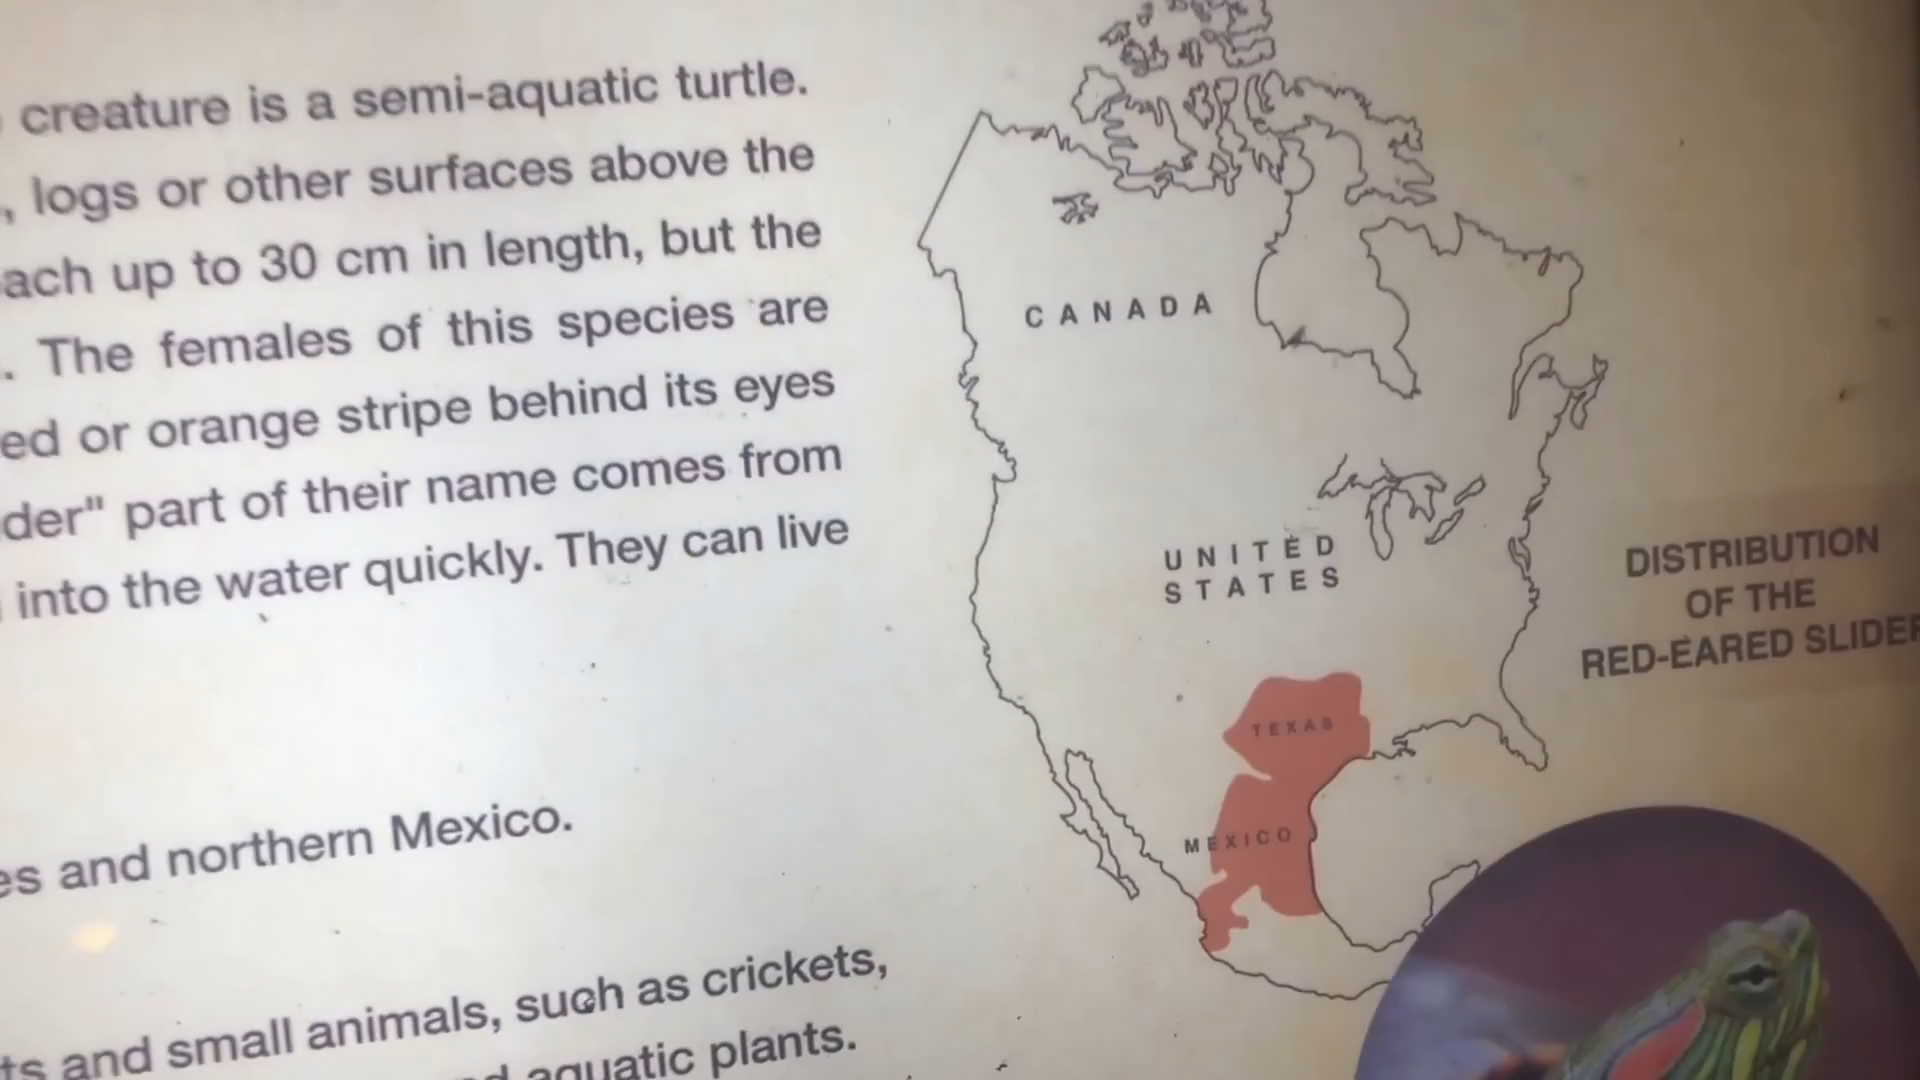 creature is a semi-aquatic turtle.
, logs or other surfaces above the
ach up to 30 cm in length, but the
. The females of this species are
ed or orange stripe behind its eyes
der" part of their name comes from
into the water quickly. They can live
es and northern Mexico.
ts and small animals, such as crickets,
d aquatic plants.
CANADA
UNITED
STATES
TEXAS
MEXICO
DISTRIBUTION
OF THE
RED-EARED SLIDER